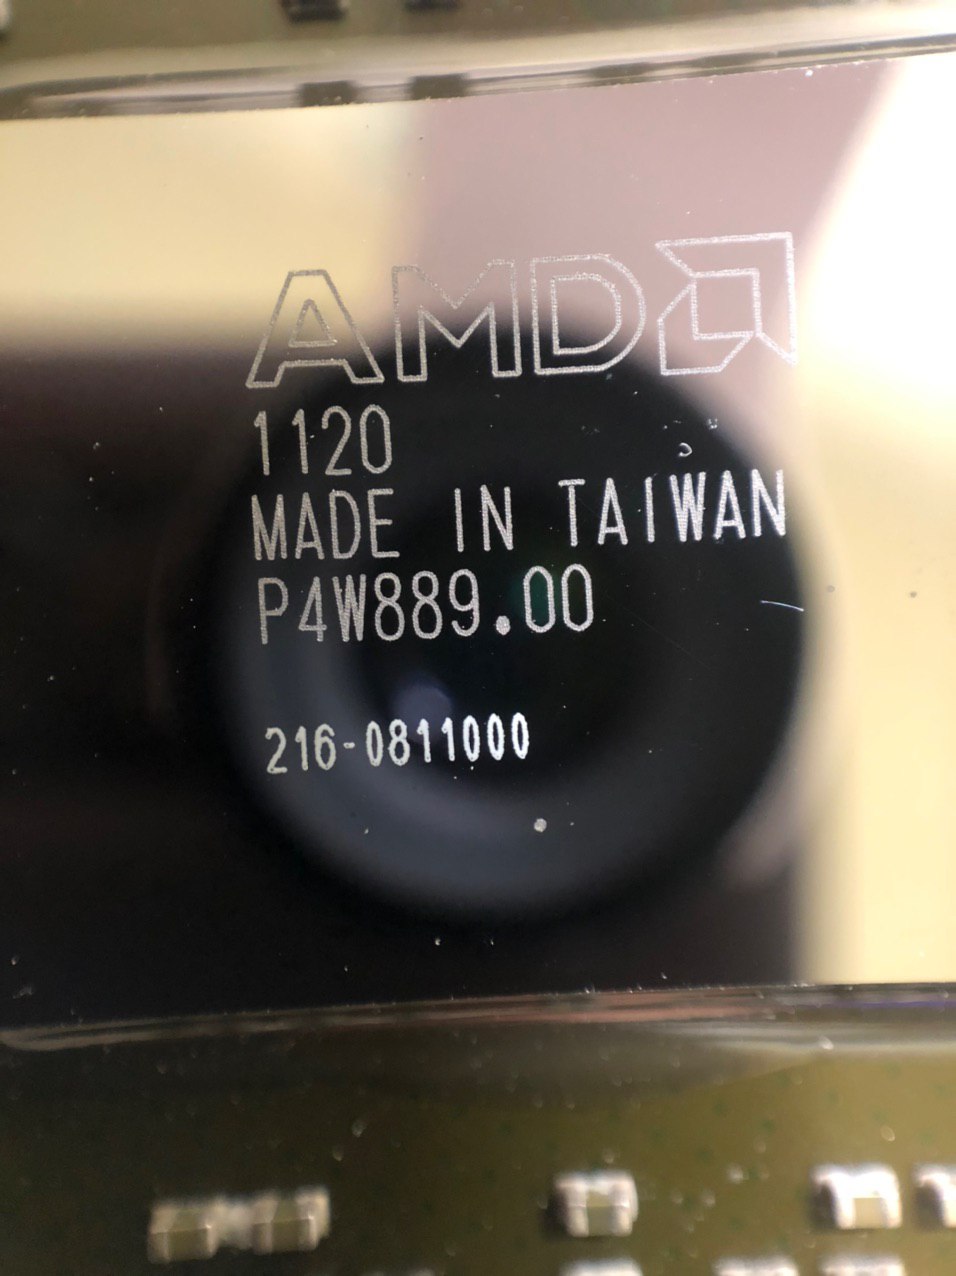 AMD
1120
MADE IN TAIWAN
P4W889.00
216-0811000